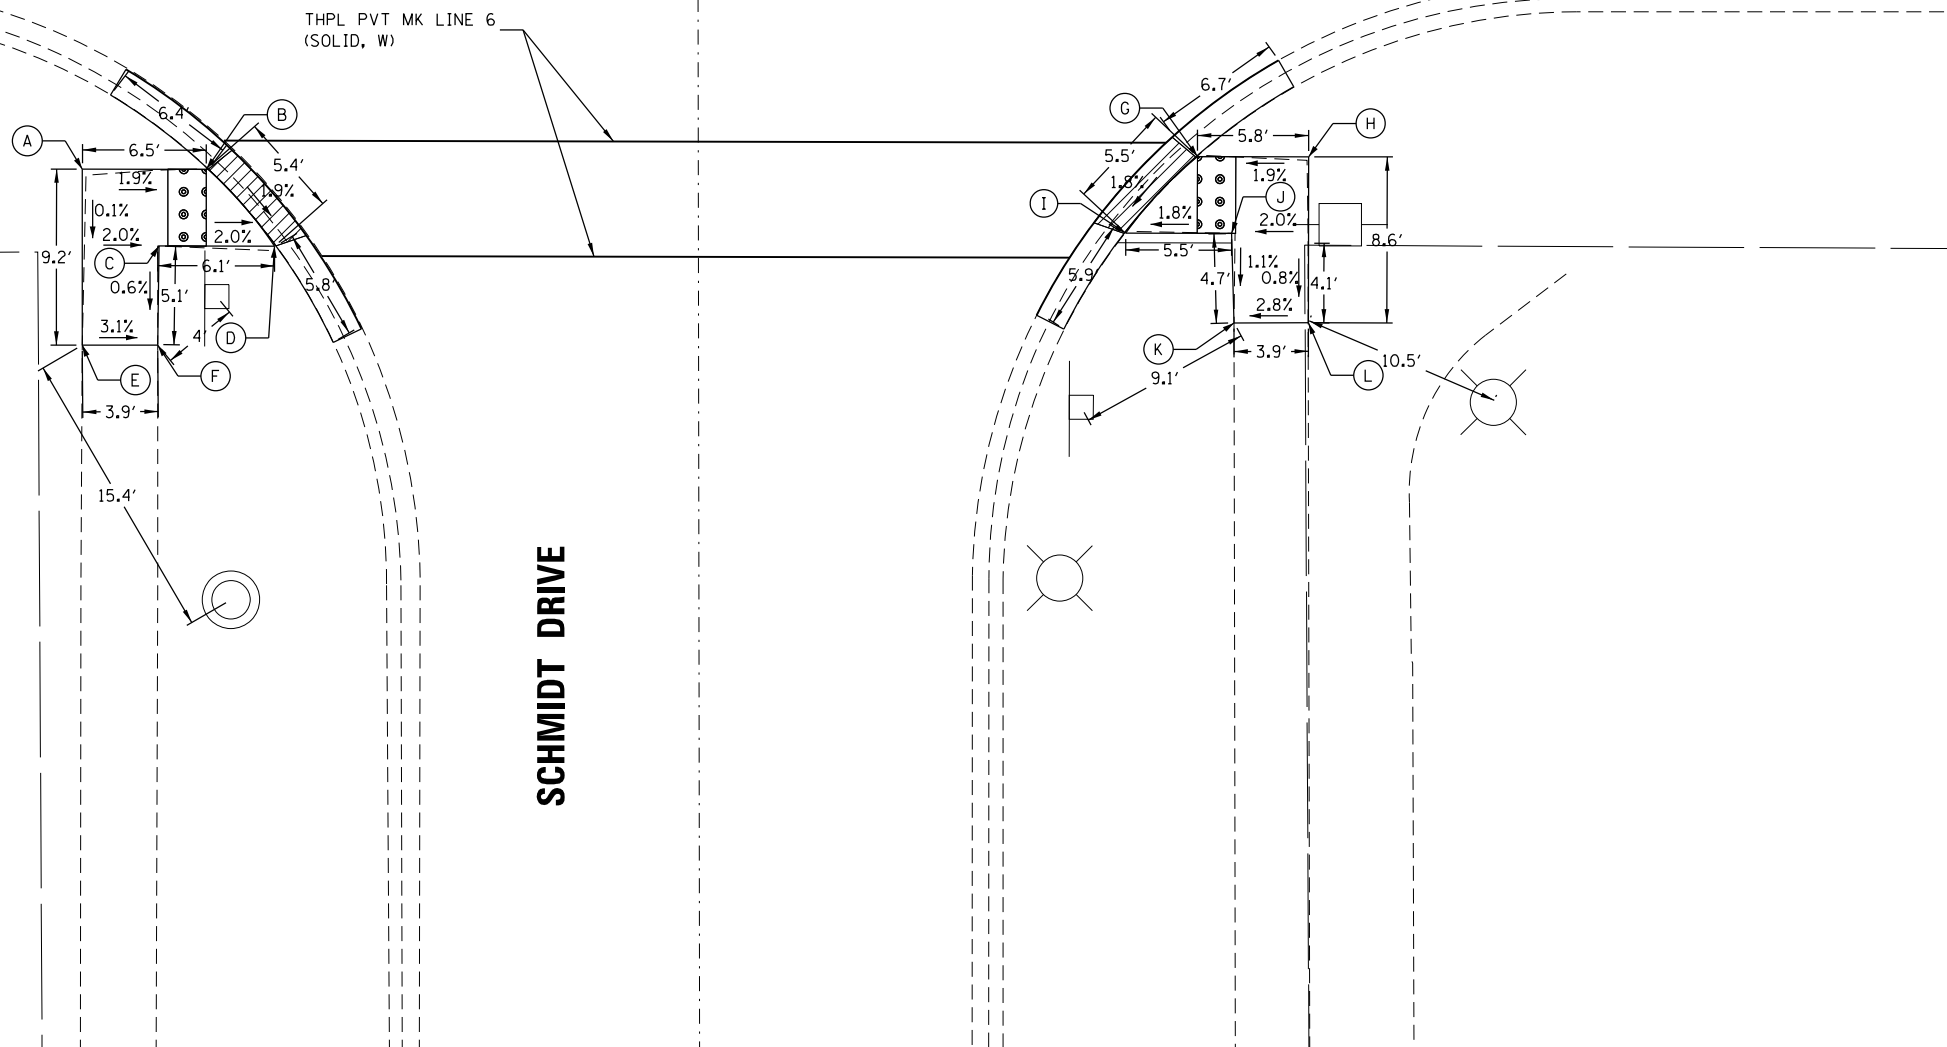 THPL PVT MK LINE 6
(SOLID, W)
6.4'
B
A
6.5'
5.4'
1.9%
1.9%
0.1%
2.0%
2.0%
9.2'
C
6.1'
0.6%
5.1'
5.8'
3.1%
4'
D
E
F
3.9'
15.4'
SCHMIDT DRIVE
6.7'
G
H
5.8'
5.5'
1.8%
1.9%
I
J
1.8%
2.0%
8.6'
5.5'
1.1%
4.7'
0.8%
4.1'
5.9'
2.8%
K
3.9'
10.5'
9.1'
L